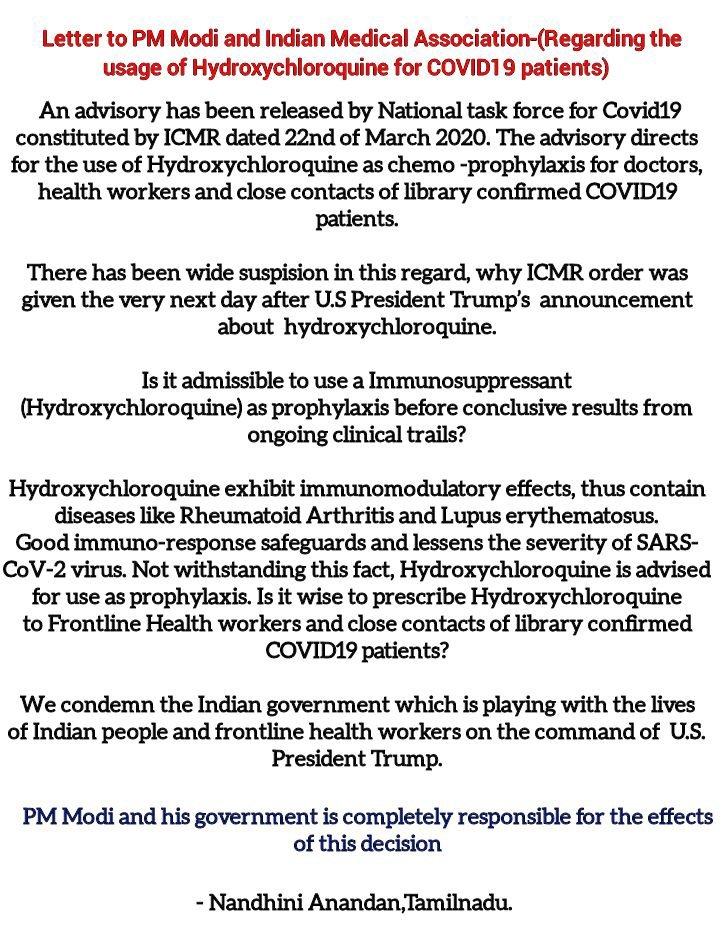 Letter to PM Modi and Indian Medical Association-(Regarding the
usage of Hydroxychloroquine for COVID19 patients)
An advisory has been released by National task force for Covid19
constituted by ICMR dated 22nd of March 2020. The advisory directs
for the use of Hydroxychloroquine as chemo -prophylaxis for doctors,
health workers and close contacts of library confirmed COVID19
patients.
There has been wide suspision in this regard, why ICMR order was
given the very next day after U.S President Trump's announcement
about hydroxychloroquine.
Is it admissible to use a Immunosuppressant
(Hydroxychloroquine) as prophylaxis before conclusive results from
ongoing clinical trails?
Hydroxychloroquine exhibit immunomodulatory effects, thus contain
diseases like Rheumatoid Arthritis and Lupus erythematosus.
Good immuno-response safeguards and lessens the severity of SARS-
CoV-2 virus. Not withstanding this fact, Hydroxychloroquine is advised
for use as prophylaxis. Is it wise to prescribe Hydroxychloroquine
to Frontline Health workers and close contacts of library confirmed
COVID19 patients?
We condemn the Indian government which is playing with the lives
of Indian people and frontline health workers on the command of U.S.
President Trump.
PM Modi and his government is completely responsible for the effects
of this decision
- Nandhini Anandan,Tamilnadu.